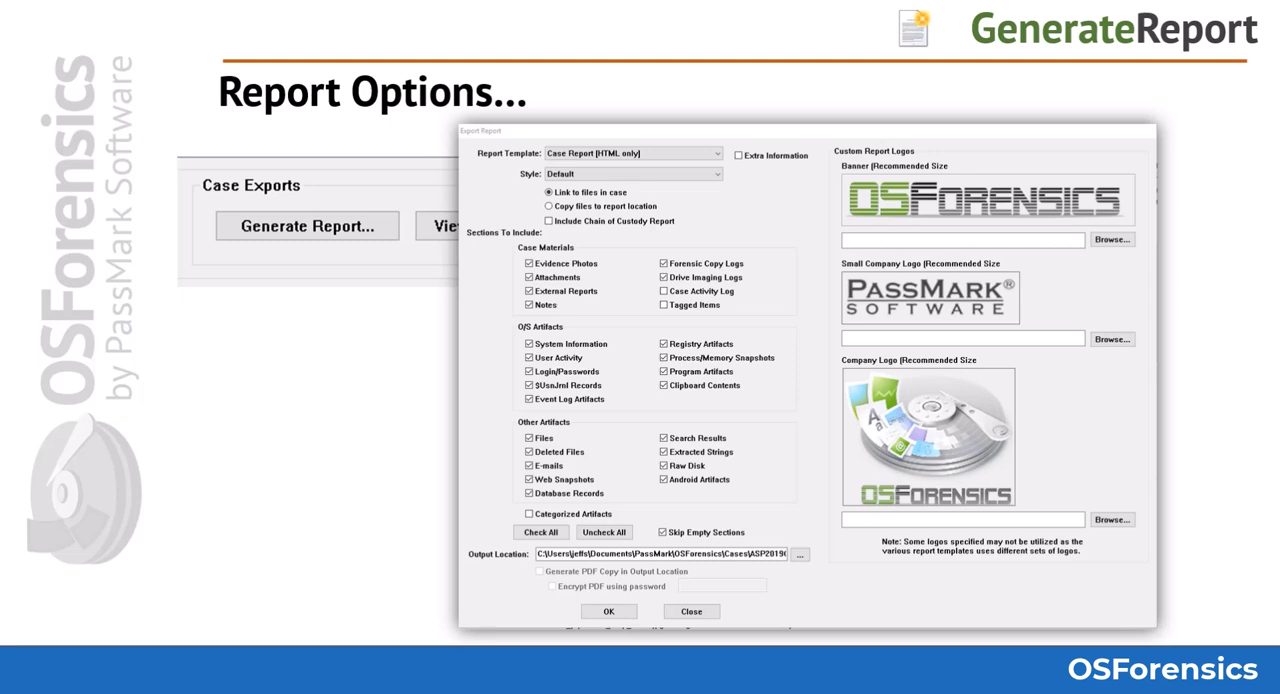 GenerateReport
OSForensics
by PassMark Software
Report Options...
Case Exports
Generate Report...
Vie
Export Report
Report Template: Case Report [HTML only]
Extra Information
Style: Default
Link to files in case
Copy files to report location
Include Chain of Custody Report
Sections To Include:
Case Materials
Evidence Photos
Forensic Copy Logs
Attachments
Drive Imaging Logs
External Reports
Case Activity Log
Notes
Tagged Items
O/S Artifacts
System Information
Registry Artifacts
User Activity
Process/Memory Snapshots
Login/Passwords
Program Artifacts
$UsnJrnl Records
Clipboard Contents
Event Log Artifacts
Other Artifacts
Files
Search Results
Deleted Files
Extracted Strings
E-mails
Raw Disk
Web Snapshots
Android Artifacts
Database Records
Categorized Artifacts
Check All
Uncheck All
Skip Empty Sections
Output Location: C:\Users\jeffs\Documents\PassMark\OSForensics\Cases\ASP2019 ...
Generate PDF Copy in Output Location
Encrypt PDF using password
OK
Close
Custom Report Logos
Banner [Recommended Size
OSFORENSICS
Browse...
Small Company Logo [Recommended Size
PASSMARK®
SOFTWARE
Browse...
Company Logo [Recommended Size
A
@
OSFORENSICS
Browse...
Note: Some logos specified may not be utilized as the
various report templates uses different sets of logos.
OSForensics